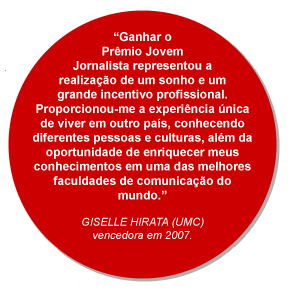 “Ganhar o
Prêmio Jovem
Jornalista representou a
realização de um sonho e um
grande incentivo profissional.
Proporcionou-me a experiência única
de viver em outro país, conhecendo
diferentes pessoas e culturas, além da
oportunidade de enriquecer meus
conhecimentos em uma das melhores
faculdades de comunicação do
mundo.”
GISELLE HIRATA (UMC)
vencedora em 2007.